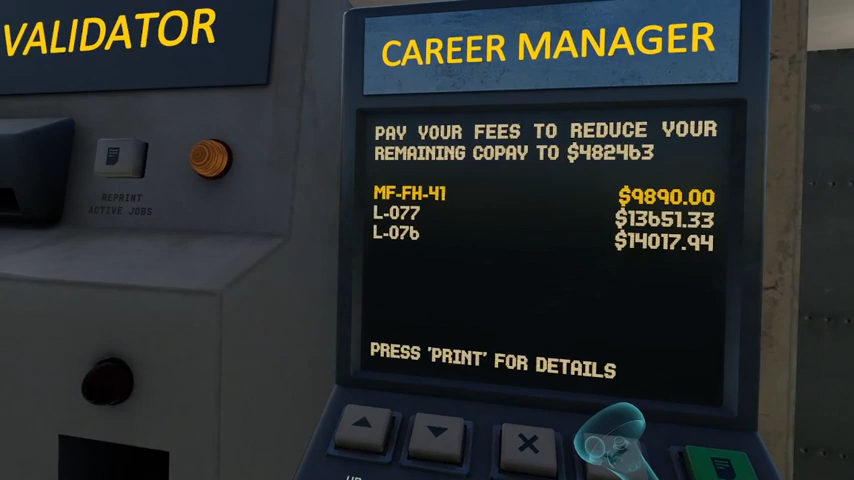 VALIDATOR
CAREER MANAGER
PAY YOUR FEES TO REDUCE YOUR
REMAINING COPAY TO $482463
MF-FH-41 $9890.00
L-077 $13651.33
L-076 $14017.94
PRESS 'PRINT' FOR DETAILS
REPRINT
ACTIVE JOBS